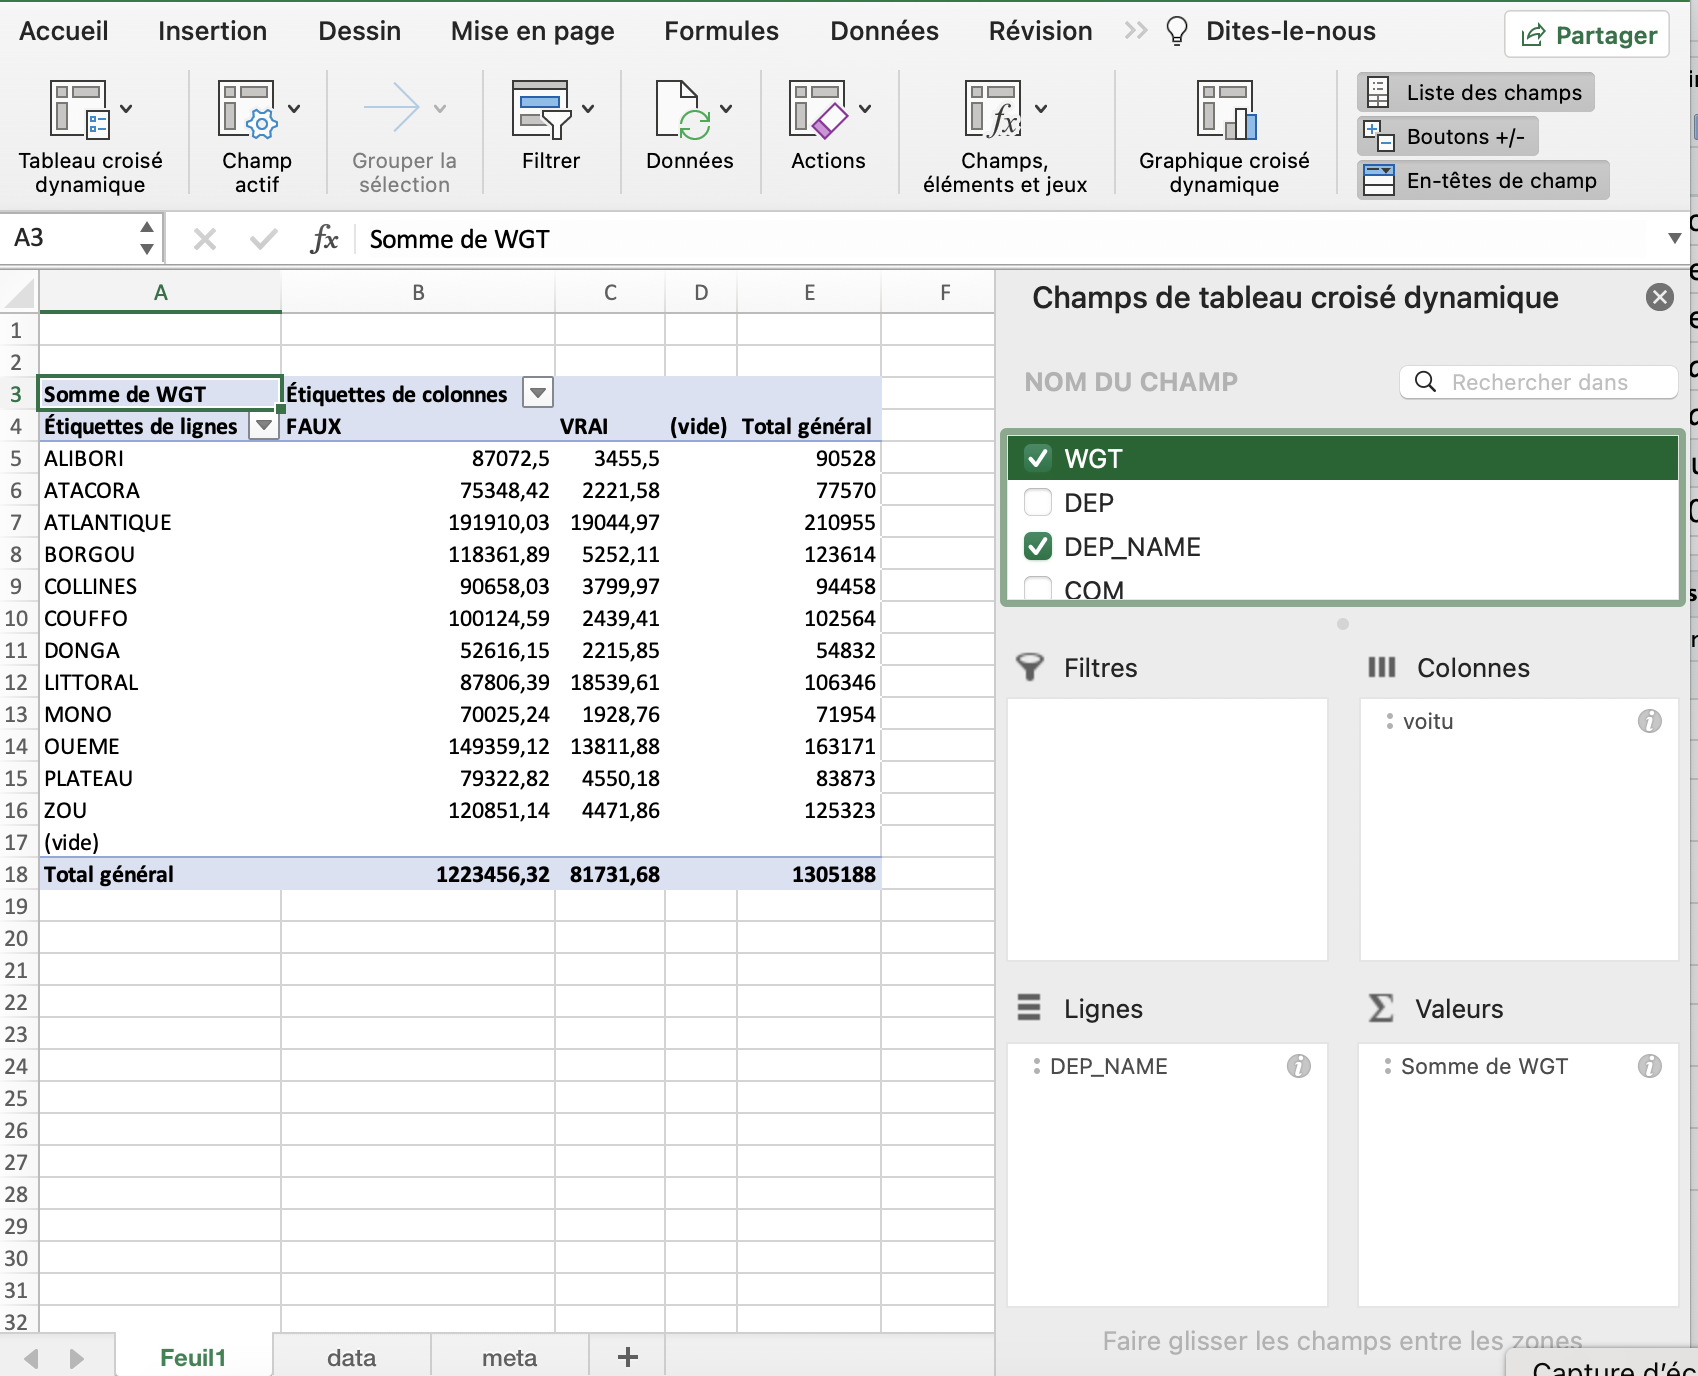 Accueil Insertion Dessin Mise en page Formules Données Révision >> Dites-le-nous Partager
Tableau croisé dynamique
Champ actif
Grouper la sélection
Filtrer
Données
Actions
Champs, éléments et jeux
Graphique croisé dynamique
Liste des champs
Boutons +/-
En-têtes de champ
A3 fx Somme de WGT
A B C D E F
1
2
3 Somme de WGT Étiquettes de colonnes
4 Étiquettes de lignes FAUX VRAI (vide) Total général
5 ALIBORI 87072,5 3455,5 90528
6 ATACORA 75348,42 2221,58 77570
7 ATLANTIQUE 191910,03 19044,97 210955
8 BORGOU 118361,89 5252,11 123614
9 COLLINES 90658,03 3799,97 94458
10 COUFFO 100124,59 2439,41 102564
11 DONGA 52616,15 2215,85 54832
12 LITTORAL 87806,39 18539,61 106346
13 MONO 70025,24 1928,76 71954
14 OUEME 149359,12 13811,88 163171
15 PLATEAU 79322,82 4550,18 83873
16 ZOU 120851,14 4471,86 125323
17 (vide)
18 Total général 1223456,32 81731,68 1305188
19
20
21
22
23
24
25
26
27
28
29
30
31
32
Feuil1 data meta +
Champs de tableau croisé dynamique
NOM DU CHAMP Rechercher dans
WGT
DEP
DEP_NAME
COM
Filtres
Colonnes
voitu
Lignes
Valeurs
DEP_NAME
Somme de WGT
Faire glisser les champs entre les zones
Capture d'éc